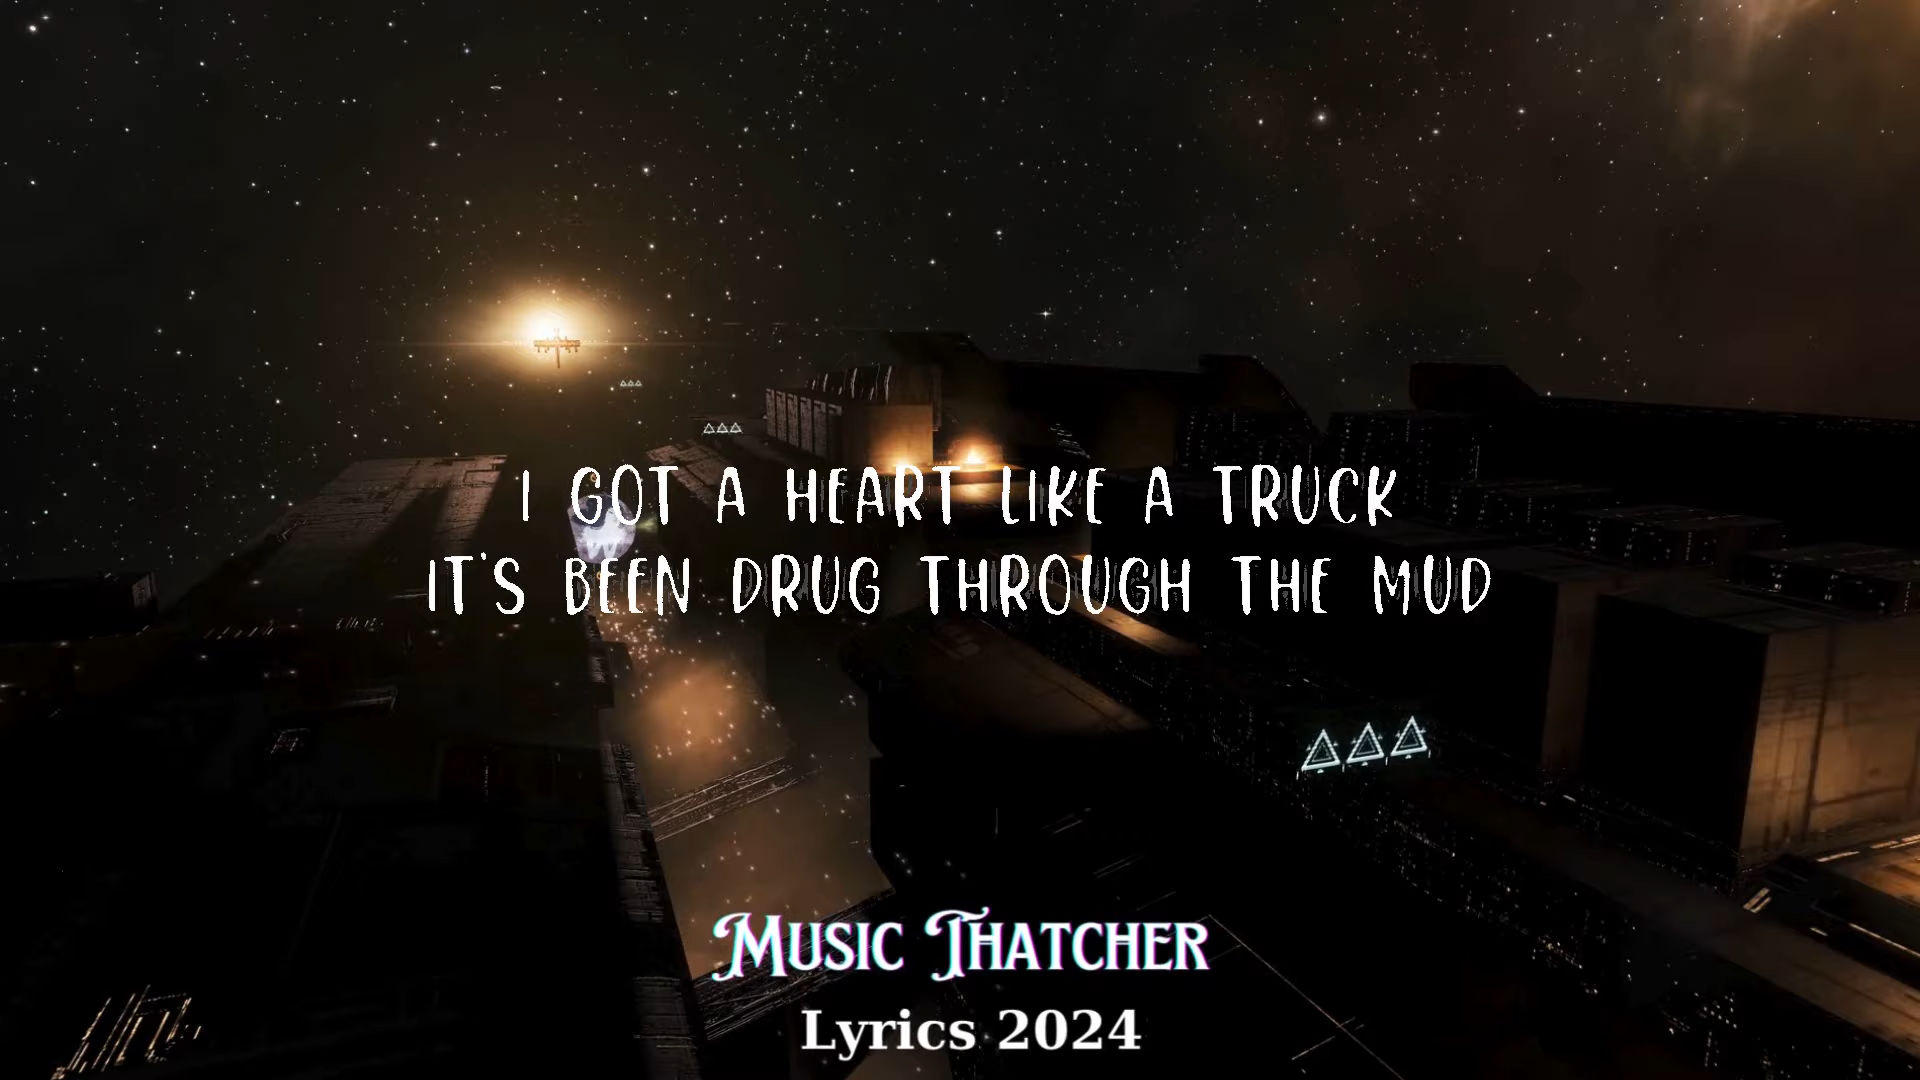 I GOT A HEART LIKE A TRUCK
IT'S BEEN DRUG THROUGH THE MUD
MUSIC THATCHER
Lyrics 2024